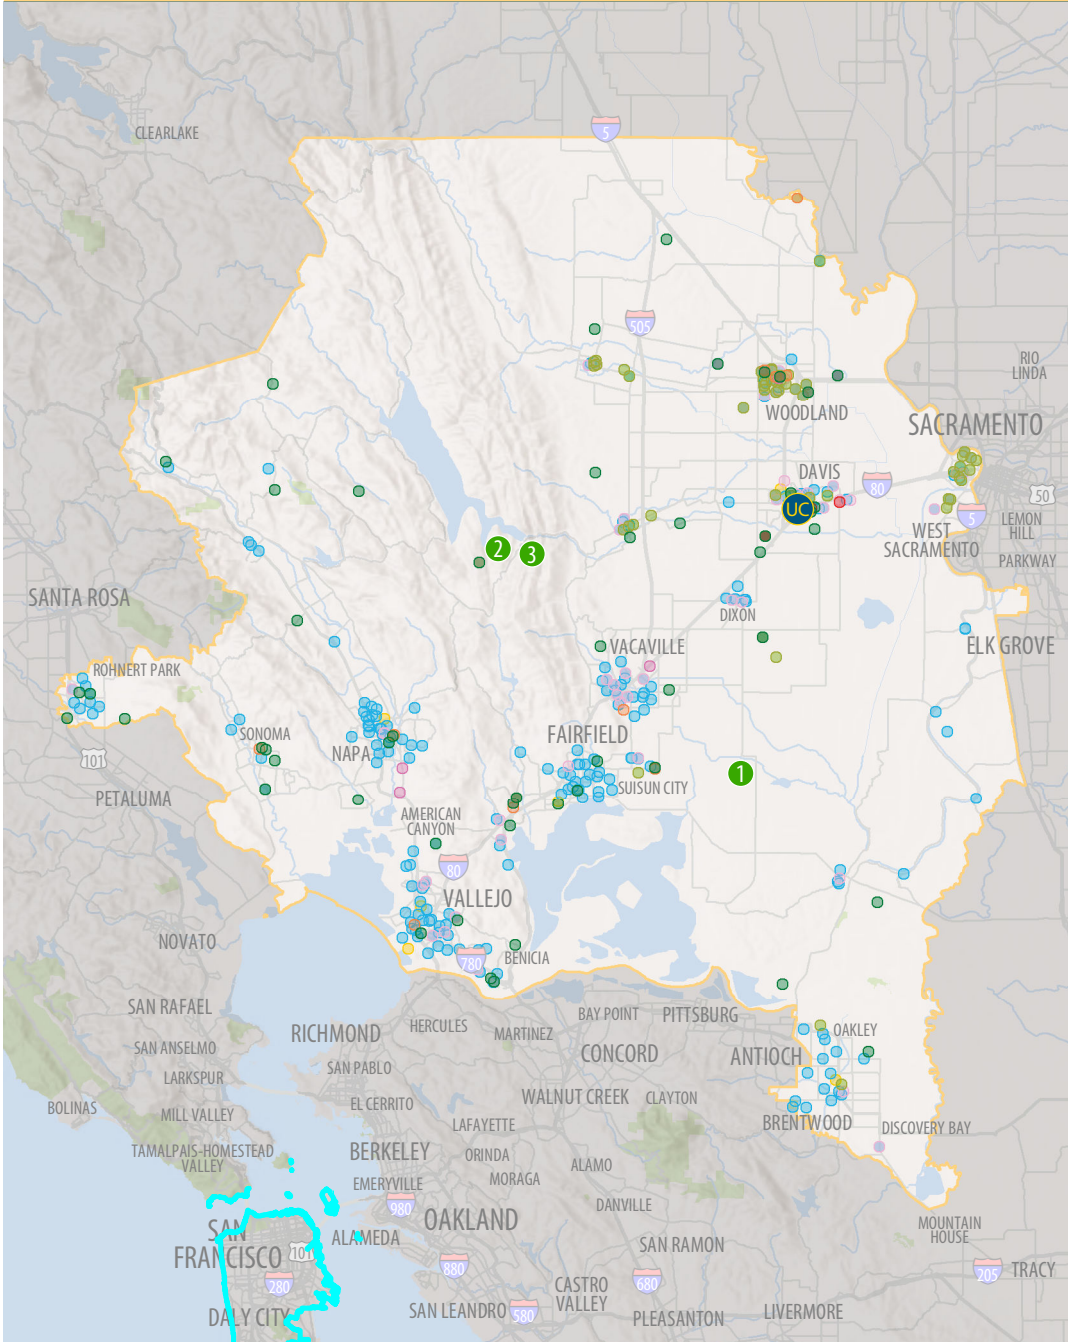 CLEARLAKE
5
505
RIO
LINDA
WOODLAND
SACRAMENTO
DAVIS
80
50
UC
5
LEMON
HILL
WEST
SACRAMENTO
PARKWAY
2
3
SANTA ROSA
DIXON
ELK GROVE
VACAVILLE
ROHNERT PARK
SONOMA
NAPA
FAIRFIELD
101
1
SUISUN CITY
PETALUMA
AMERICAN
CANYON
80
VALLEJO
NOVATO
780
BENICIA
SAN RAFAEL
RICHMOND
HERCULES
MARTINEZ
BAY POINT
PITTSBURG
OAKLEY
SAN ANSELMO
CONCORD
ANTIOCH
LARKSPUR
SAN PABLO
BOLINAS
MILL VALLEY
EL CERRITO
WALNUT CREEK
CLAYTON
LAFAYETTE
BRENTWOOD
DISCOVERY BAY
TAMALPAIS-HOMESTEAD
VALLEY
BERKELEY
ORINDA
ALAMO
MORAGA
EMERYVILLE
980
DANVILLE
OAKLAND
SAN
FRANCISCO
101
ALAMEDA
MOUNTAIN
HOUSE
SAN RAMON
880
680
205
TRACY
280
CASTRO
VALLEY
DALY CITY
SAN LEANDRO
580
PLEASANTON
LIVERMORE